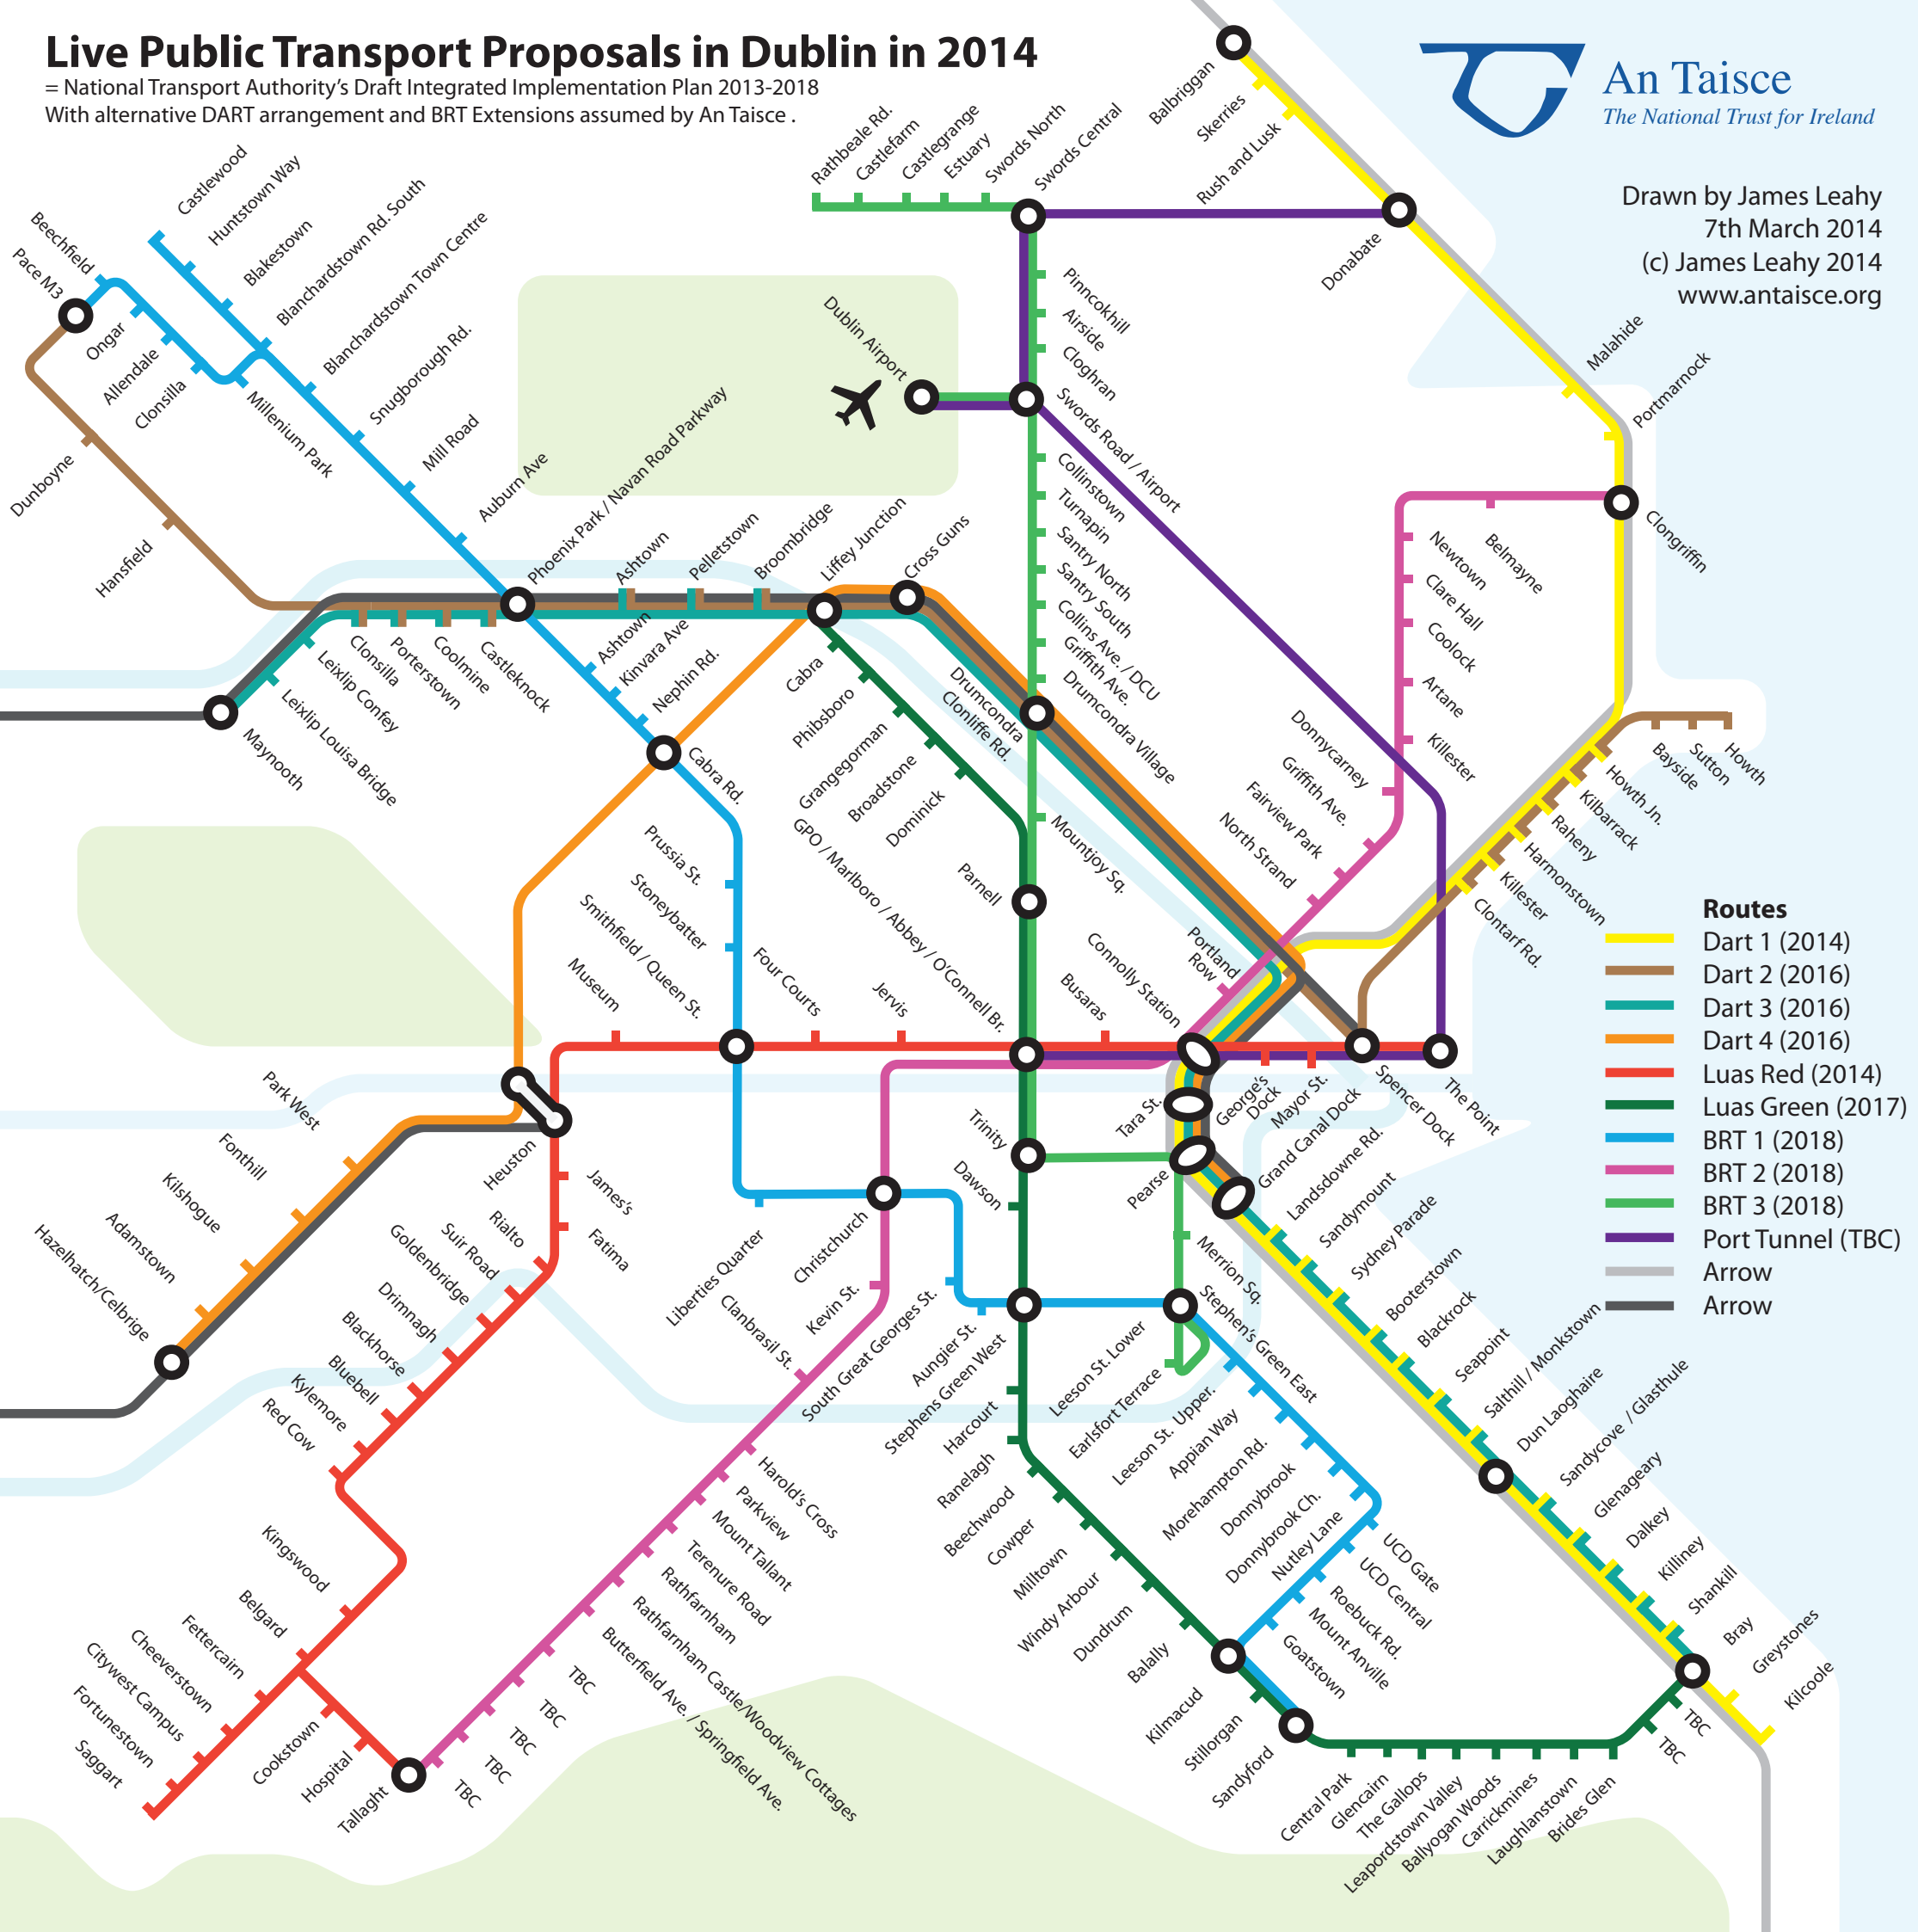 Live Public Transport Proposals in Dublin in 2014
= National Transport Authority's Draft Integrated Implementation Plan 2013-2018
With alternative DART arrangement and BRT Extensions assumed by An Taisce .
An Taisce
The National Trust for Ireland
Drawn by James Leahy
7th March 2014
(c) James Leahy 2014
www.antaisce.org
Balbriggan
Skerries
Rush and Lusk
Donabate
Malahide
Portmarnock
Clongriffin
Rathbeale Rd.
Castlefarm
Castlegrange
Estuary
Swords North
Swords Central
Pinncokhill
Airside
Cloghran
Dublin Airport
Swords Road / Airport
Collinstown
Turnapin
Santry North
Santry South
Collins Ave. / DCU
Griffith Ave.
Drumcondra Village
Drumcondra
Clonliffe Rd.
Mountjoy Sq.
Castlewood
Huntstown Way
Blakestown
Blanchardstown Rd. South
Blanchardstown Town Centre
Snugborough Rd.
Mill Road
Auburn Ave
Phoenix Park / Navan Road Parkway
Beechfield
Pace M3
Ongar
Allendale
Clonsilla
Millenium Park
Dunboyne
Hansfield
Ashtown
Pelletstown
Broombridge
Liffey Junction
Cross Guns
Clonsilla
Porterstown
Coolmine
Castleknock
Leixlip Confey
Leixlip Louisa Bridge
Maynooth
Ashtown
Kinvara Ave
Nephin Rd.
Cabra Rd.
Cabra
Phibsboro
Grangegorman
Broadstone
Dominick
Parnell
GPO / Marlboro / Abbey / O'Connell Br.
Prussia St.
Stoneybatter
Smithfield / Queen St.
Museum
Four Courts
Jervis
Busaras
Connolly Station
Portland
Row
North Strand
Fairview Park
Griffith Ave.
Donnycarney
Killester
Artane
Coolock
Clare Hall
Newtown
Belmayne
Howth
Sutton
Bayside
Howth Jn.
Kilbarrack
Raheny
Harmonstown
Killester
Clontarf Rd.
Routes
Dart 1 (2014)
Dart 2 (2016)
Dart 3 (2016)
Dart 4 (2016)
Luas Red (2014)
Luas Green (2017)
BRT 1 (2018)
BRT 2 (2018)
BRT 3 (2018)
Port Tunnel (TBC)
Arrow
Arrow
George's
Dock
Mayor St.
Spencer Dock
The Point
Tara St.
Pearse
Grand Canal Dock
Landsdowne Rd.
Sandymount
Sydney Parade
Booterstown
Blackrock
Seapoint
Salthill / Monkstown
Dun Laoghaire
Sandycove / Glasthule
Glenageary
Dalkey
Killiney
Shankill
Bray
Greystones
Kilcoole
Trinity
Dawson
Merrion Sq.
Stephen's Green East
Leeson St. Lower
Earlsfort Terrace
Leeson St. Upper.
Appian Way
Morehampton Rd.
Donnybrook
Donnybrook Ch.
Nutley Lane
UCD Gate
UCD Central
Roebuck Rd.
Mount Anville
Goatstown
Park West
Fonthill
Kilshogue
Adamstown
Hazelhatch/Celbrige
Heuston
James's
Fatima
Rialto
Suir Road
Goldenbridge
Drimnagh
Blackhorse
Bluebell
Kylemore
Red Cow
Kingswood
Belgard
Fettercairn
Cheeverstown
Citywest Campus
Fortunestown
Saggart
Cookstown
Hospital
Tallaght
Liberties Quarter
Christchurch
Kevin St.
Clanbrasil St.
South Great Georges St.
Aungier St.
Stephens Green West
Harcourt
Ranelagh
Beechwood
Cowper
Milltown
Windy Arbour
Dundrum
Balally
Kilmacud
Stillorgan
Sandyford
Harold's Cross
Parkview
Mount Tallant
Terenure Road
Rathfarnham
Rathfarnham Castle/Woodview Cottages
Butterfield Ave. / Springfield Ave.
TBC
TBC
TBC
TBC
TBC
Central Park
Glencairn
The Gallops
Leapordstown Valley
Ballyogan Woods
Carrickmines
Laughlanstown
Brides Glen
TBC
TBC